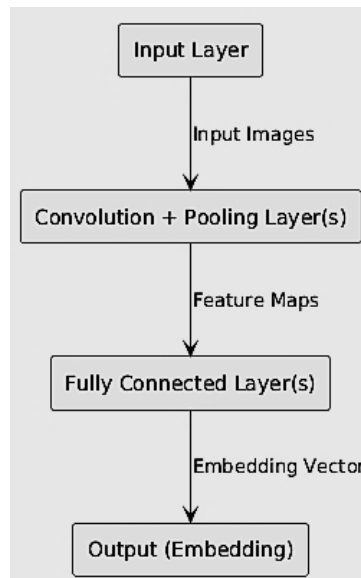 Input Layer
Input Images
Convolution + Pooling Layer(s)
Feature Maps
Fully Connected Layer(s)
Embedding Vector
Output (Embedding)